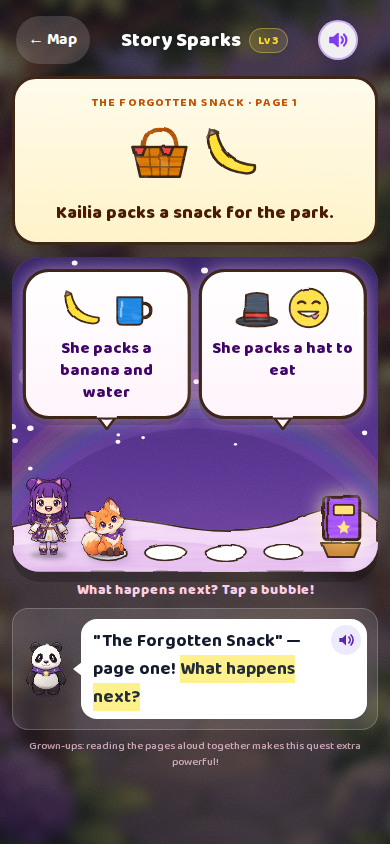 ← Map
Story Sparks
Lv 3
THE FORGOTTEN SNACK · PAGE 1
Kailia packs a snack for the park.
She packs a
banana and
water
She packs a hat to
eat
What happens next? Tap a bubble!
"The Forgotten Snack" —
page one! What happens
next?
Grown-ups: reading the pages aloud together makes this quest extra
powerful!